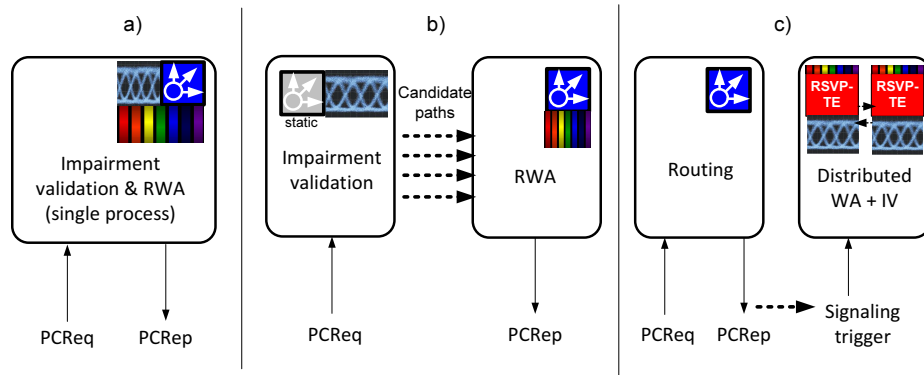 a)
Impairment
validation & RWA
(single process)
PCReq
PCRep
b)
static
Impairment
validation
Candidate
paths
RWA
PCReq
PCRep
c)
Routing
RSVP-
TE
RSVP-
TE
Distributed
WA + IV
PCReq
PCRep
Signaling
trigger